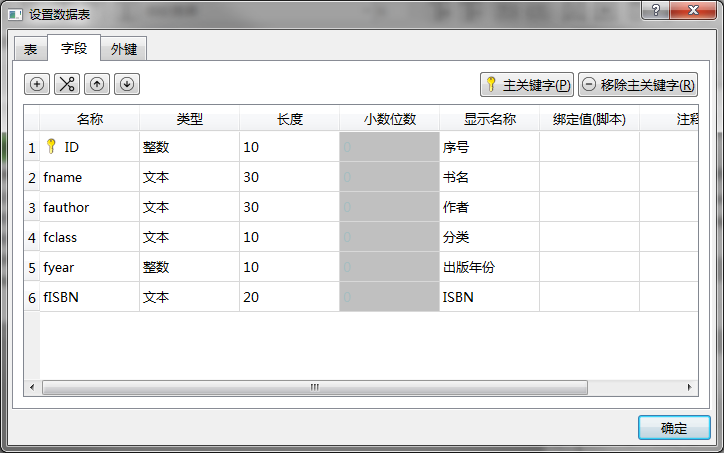 设置数据表
表 字段 外键
主关键字(P) 移除主关键字(R)
名称 类型 长度 小数位数 显示名称 绑定值(脚本) 注释
1 ID 整数 10 0 序号
2 fname 文本 30 0 书名
3 fauthor 文本 30 0 作者
4 fclass 文本 10 0 分类
5 fyear 整数 10 0 出版年份
6 fISBN 文本 20 0 ISBN
确定